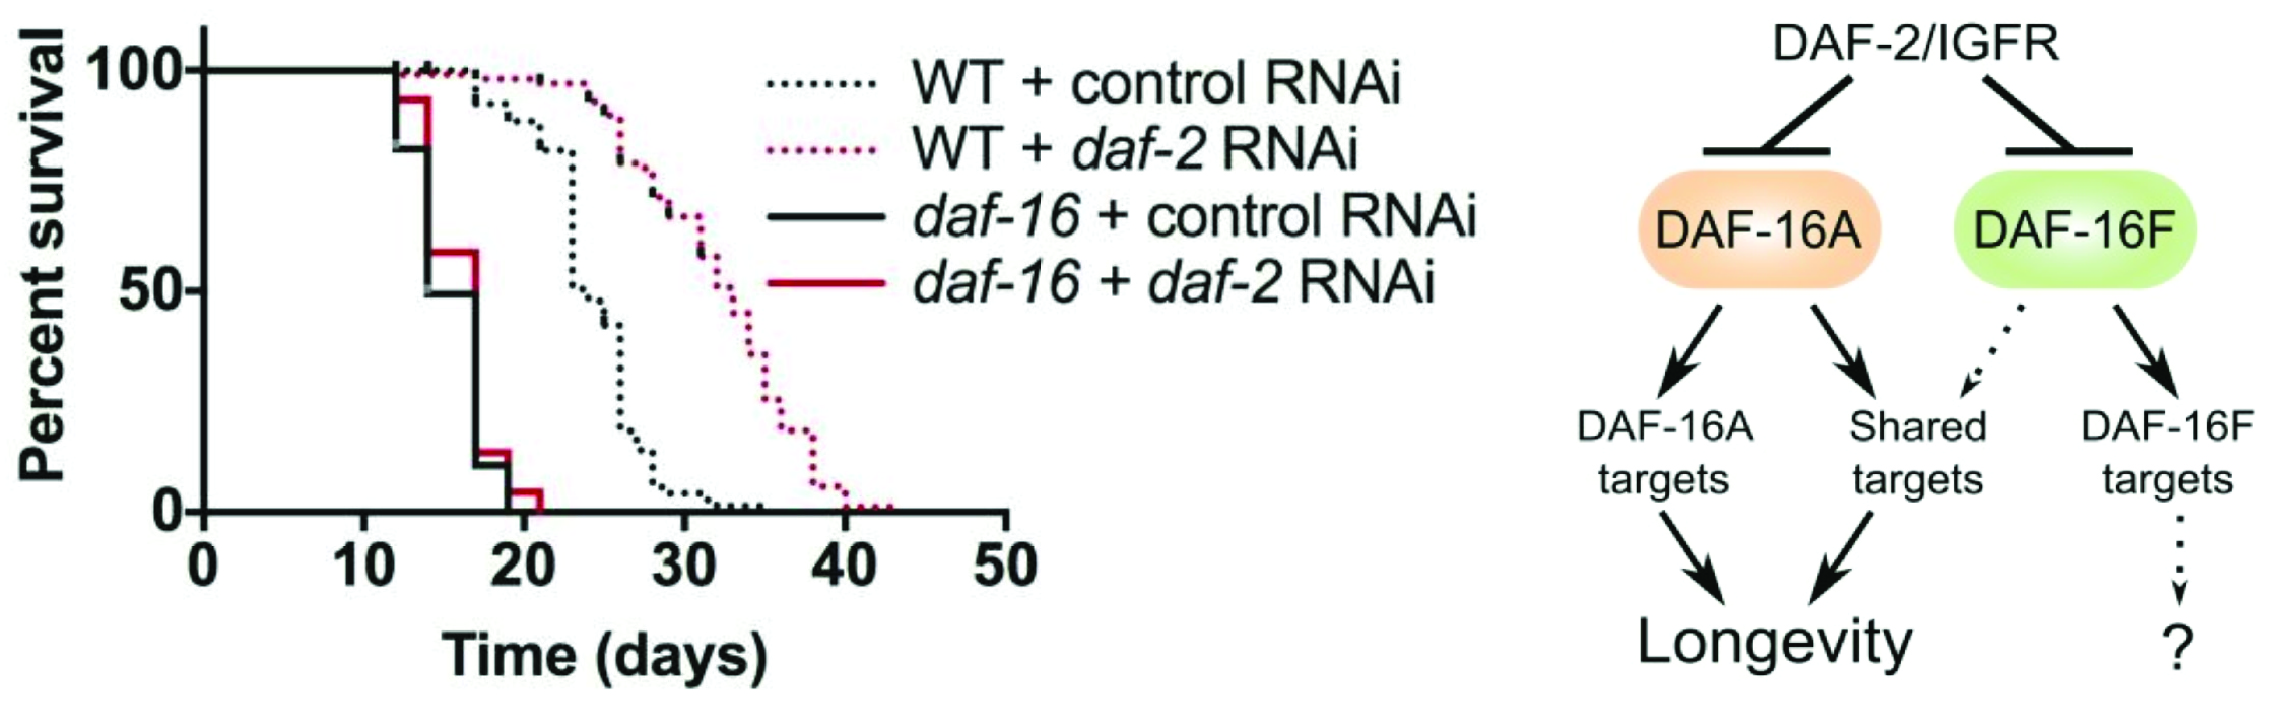 Percent survival
100
50
0
0 10 20 30 40 50
Time (days)
WT + control RNAi
WT + daf-2 RNAi
daf-16 + control RNAi
daf-16 + daf-2 RNAi
DAF-2/IGFR
DAF-16A DAF-16F
DAF-16A Shared DAF-16F
targets targets targets
Longevity ?